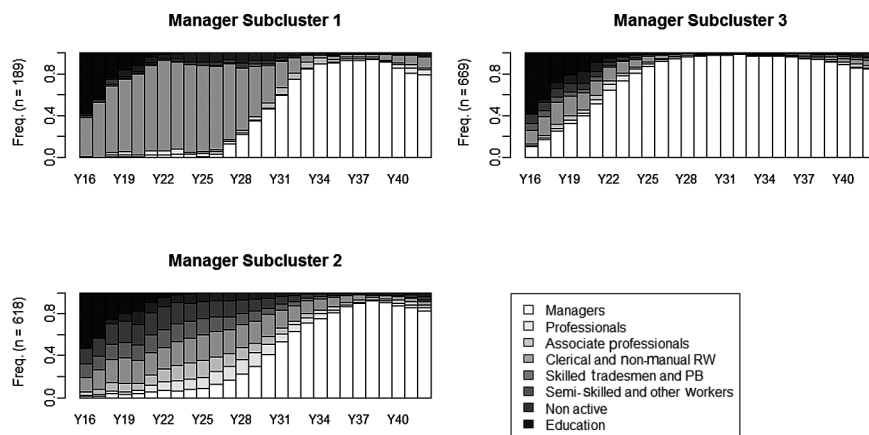 Manager Subcluster 1
Freq. (n = 189)
0.0 0.4 0.8
Y16 Y19 Y22 Y25 Y28 Y31 Y34 Y37 Y40
Manager Subcluster 3
Freq. (n = 669)
0.0 0.4 0.8
Y16 Y19 Y22 Y25 Y28 Y31 Y34 Y37 Y40
Manager Subcluster 2
Freq. (n = 618)
0.0 0.4 0.8
Y16 Y19 Y22 Y25 Y28 Y31 Y34 Y37 Y40
Managers
Professionals
Associate professionals
Clerical and non-manual RW
Skilled tradesmen and PB
Semi-skilled and other workers
Non active
Education